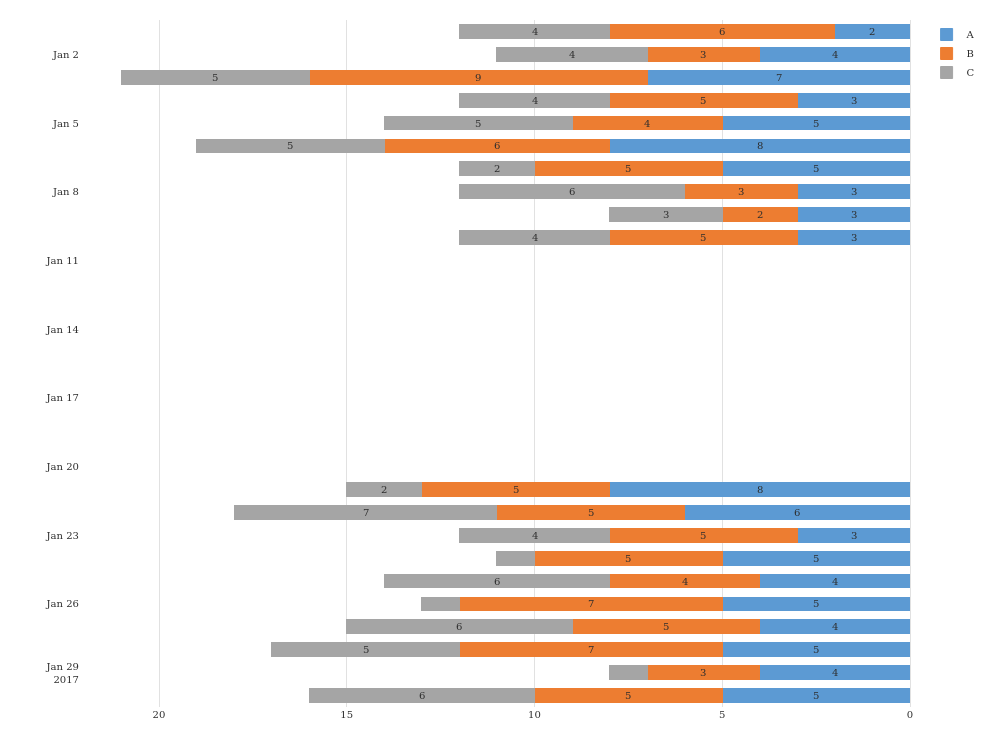 4 6 2
A
Jan 2
4 3 4
B
C
5 9 7
4 5 3
Jan 5
5 4 5
5 6 8
2 5 5
Jan 8
6 3 3
3 2 3
4 5 3
Jan 11
Jan 14
Jan 17
Jan 20
2 5 8
7 5 6
Jan 23
4 5 3
5 5
6 4 4
Jan 26
7 5
6 5 4
5 7 5
Jan 29
2017
3 4
6 5 5
20 15 10 5 0